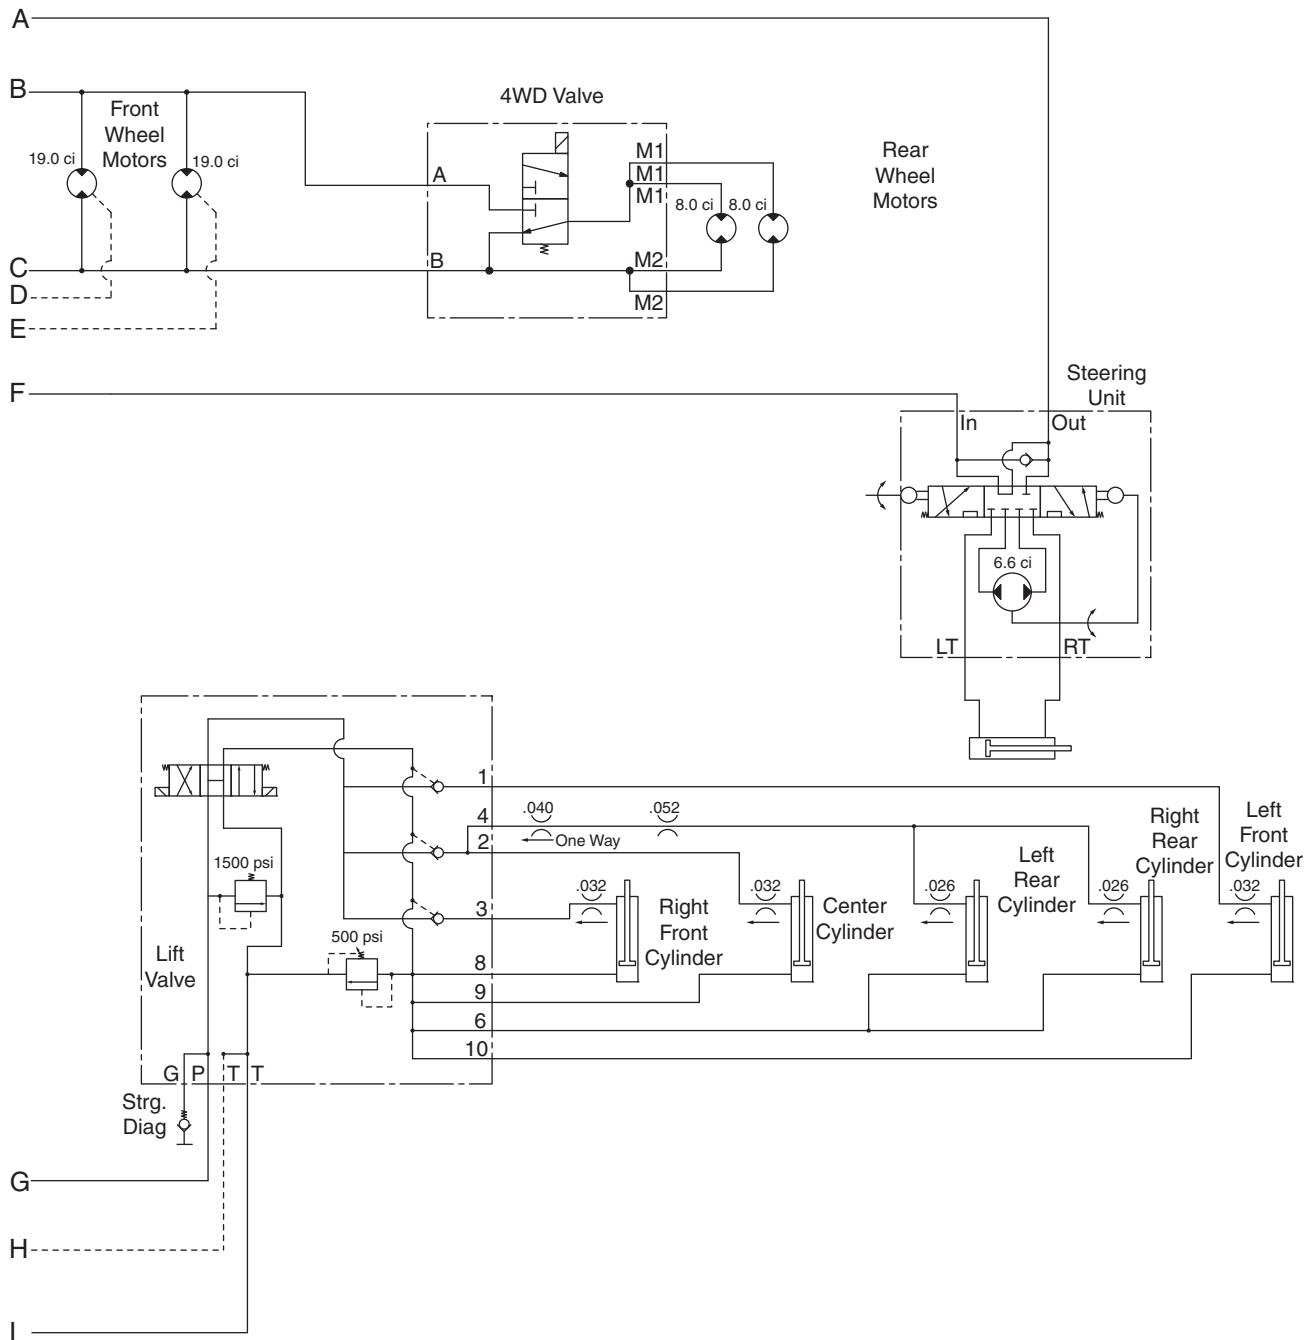 A
B
Front
Wheel
Motors
19.0 ci
19.0 ci
4WD Valve
A
M1
M1
M1
8.0 ci
8.0 ci
Rear
Wheel
Motors
C
B
M2
M2
D
E
F
Steering
Unit
In
Out
6.6 ci
LT
RT
1
4
.040
.052
One Way
2
1500 psi
.032
3
Right
Front
Cylinder
.032
Center
Cylinder
.026
Left
Rear
Cylinder
.026
Right
Rear
Cylinder
.032
Left
Front
Cylinder
500 psi
Lift
Valve
8
9
6
10
G
P
T
T
Strg.
Diag
G
H
I